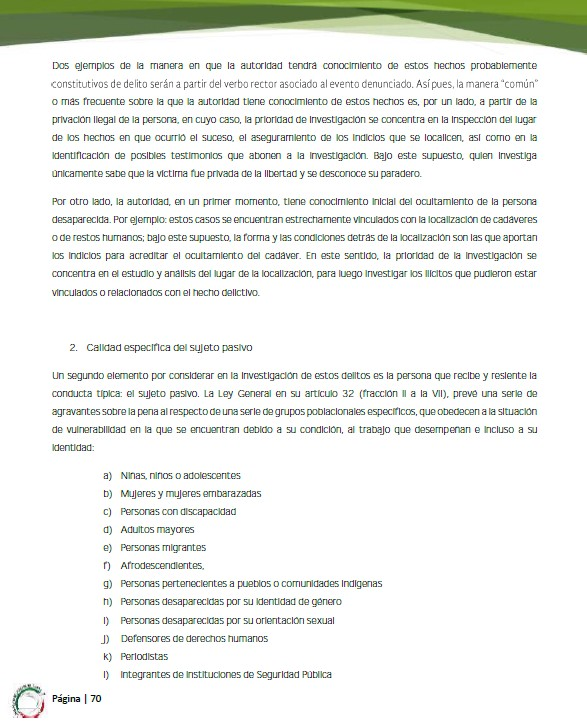 Dos ejemplos de la manera en que la autoridad tendrá conocimiento de estos hechos probablemente
constitutivos de delito serán a partir del verbo rector asociado al evento denunciado. Así pues, la manera “común”
o más frecuente sobre la que la autoridad tiene conocimiento de estos hechos es, por un lado, a partir de la
privación ilegal de la persona, en cuyo caso, la prioridad de investigación se concentra en la inspección del lugar
de los hechos en que ocurrió el suceso, el aseguramiento de los indicios que se localicen, así como en la
identificación de posibles testimonios que abonen a la investigación. Bajo este supuesto, quien investiga
únicamente sabe que la víctima fue privada de la libertad y se desconoce su paradero.
Por otro lado, la autoridad, en un primer momento, tiene conocimiento inicial del ocultamiento de la persona
desaparecida. Por ejemplo: estos casos se encuentran estrechamente vinculados con la localización de cadáveres
o de restos humanos; bajo este supuesto, la forma y las condiciones detrás de la localización son las que aportan
los indicios para acreditar el ocultamiento del cadáver. En este sentido, la prioridad de la investigación se
concentra en el estudio y análisis del lugar de la localización, para luego investigar los ilícitos que pudieron estar
vinculados o relacionados con el hecho delictivo.
2. Calidad específica del sujeto pasivo
Un segundo elemento por considerar en la investigación de estos delitos es la persona que recibe y resiente la
conducta típica: el sujeto pasivo. La Ley General en su artículo 32 (fracción II a la VII), prevé una serie de
agravantes sobre la pena al respecto de una serie de grupos poblacionales específicos, que obedecen a la situación
de vulnerabilidad en la que se encuentran debido a su condición, al trabajo que desempeñan e incluso a su
identidad:
a) Niñas, niños o adolescentes
b) Mujeres y mujeres embarazadas
c) Personas con discapacidad
d) Adultos mayores
e) Personas migrantes
f) Afrodescendientes,
g) Personas pertenecientes a pueblos o comunidades indígenas
h) Personas desaparecidas por su identidad de género
i) Personas desaparecidas por su orientación sexual
j) Defensores de derechos humanos
k) Periodistas
l) Integrantes de Instituciones de Seguridad Pública
Página | 70